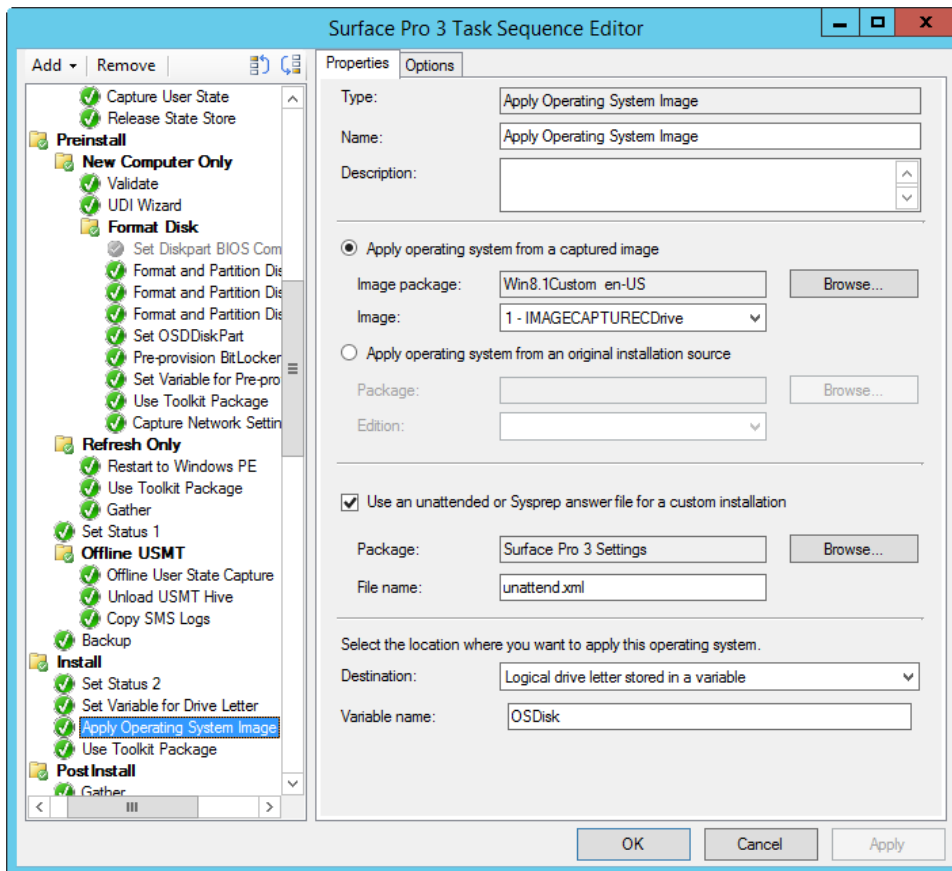 Surface Pro 3 Task Sequence Editor
Add
Remove
Capture User State
Release State Store
Preinstall
New Computer Only
Validate
UDI Wizard
Format Disk
Set Diskpart BIOS Com
Format and Partition Dis
Format and Partition Dis
Format and Partition Dis
Set OSDDiskPart
Pre-provision BitLocker
Set Variable for Pre-pro
Use Toolkit Package
Capture Network Settin
Refresh Only
Restart to Windows PE
Use Toolkit Package
Gather
Set Status 1
Offline USMT
Offline User State Capture
Unload USMT Hive
Copy SMS Logs
Backup
Install
Set Status 2
Set Variable for Drive Letter
Apply Operating System Image
Use Toolkit Package
PostInstall
Gather
Properties
Options
Type: Apply Operating System Image
Name: Apply Operating System Image
Description:
Apply operating system from a captured image
Image package: Win8.1Custom en-US Browse...
Image: 1 - IMAGECAPTURECDrive
Apply operating system from an original installation source
Package: Browse...
Edition:
Use an unattended or Sysprep answer file for a custom installation
Package: Surface Pro 3 Settings Browse...
File name: unattend.xml
Select the location where you want to apply this operating system.
Destination: Logical drive letter stored in a variable
Variable name: OSDisk
OK Cancel Apply